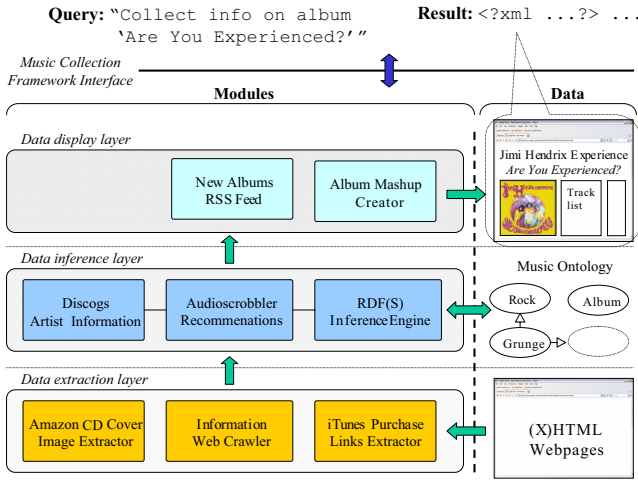 Query: “Collect info on album
‘Are You Experienced?’”
Result: <?xml ...?> ...
Music Collection
Framework Interface
Modules
Data
Data display layer
New Albums
RSS Feed
Album Mashup
Creator
Jimi Hendrix Experience
Are You Experienced?
Track
list
Data inference layer
Discogs
Artist Information
Audioscrobbler
Recommenations
RDF(S)
InferenceEngine
Music Ontology
Rock
Album
Grunge
Data extraction layer
Amazon CD Cover
Image Extractor
Information
Web Crawler
iTunes Purchase
Links Extractor
(X)HTML
Webpages